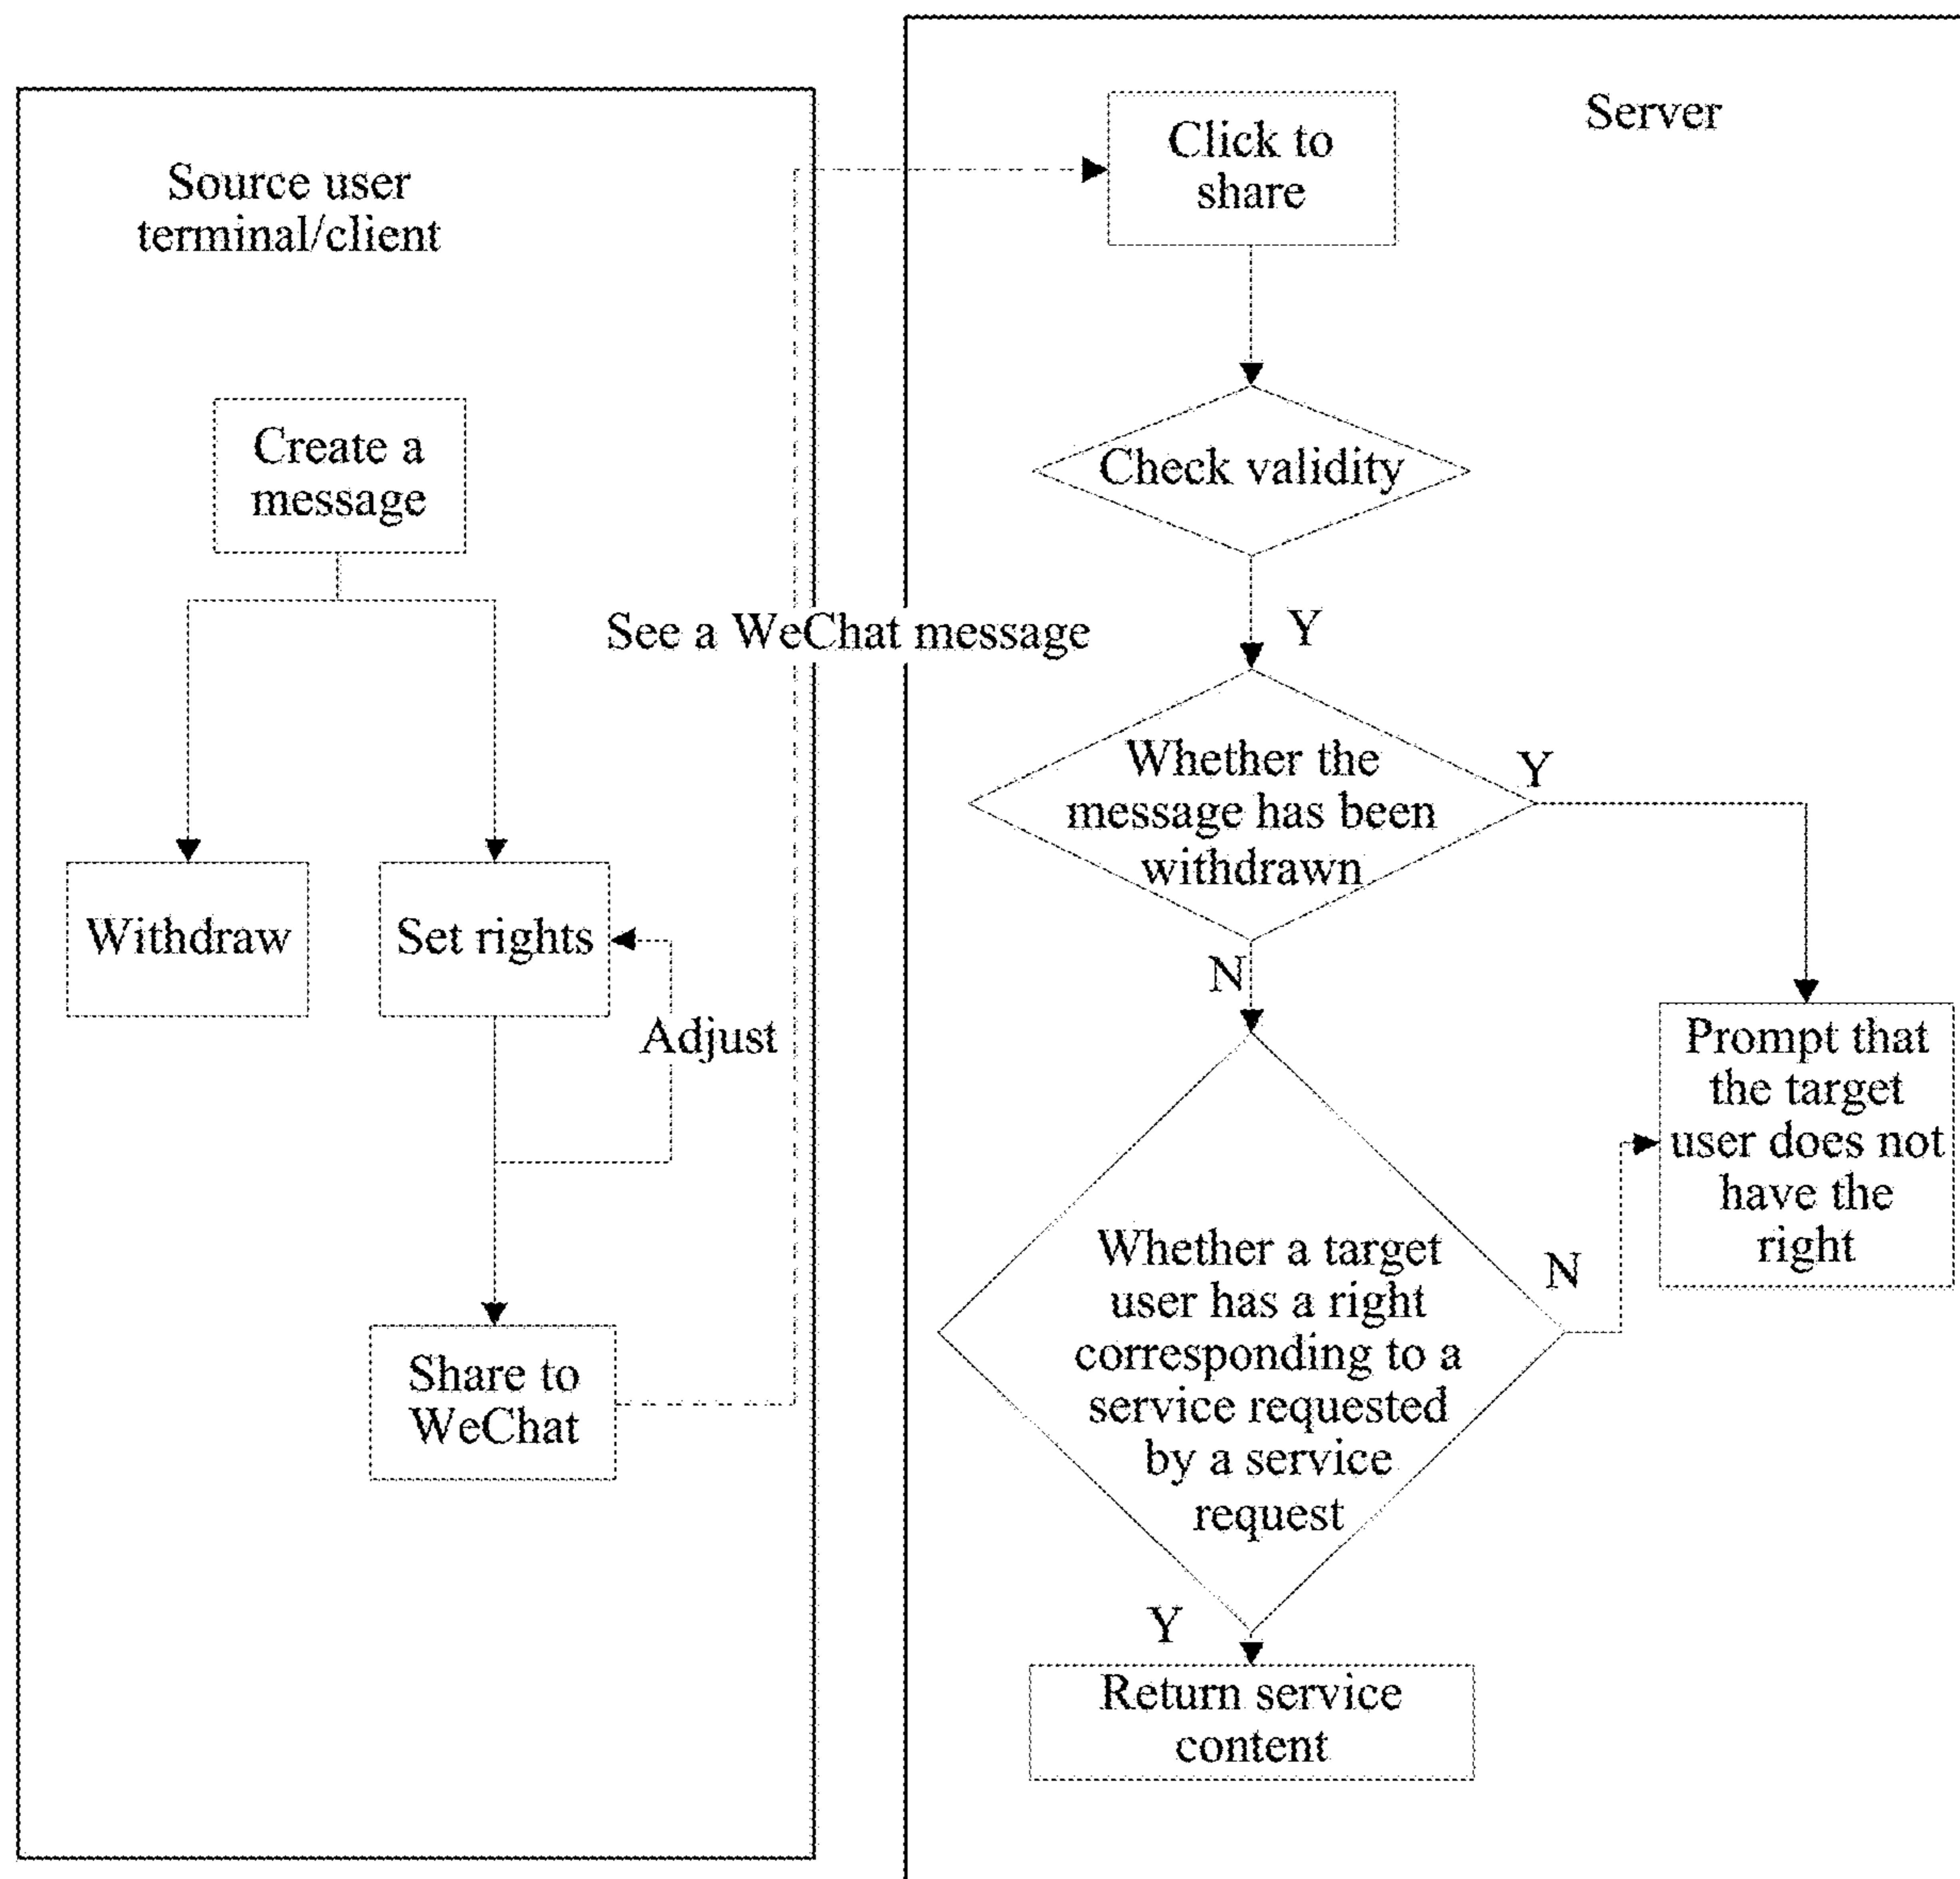 Source user
terminal/client
Create a
message
Withdraw
Set rights
Adjust
Share to
WeChat
See a WeChat message
Server
Click to
share
Check validity
Y
Whether the
message has been
withdrawn
Y
N
Prompt that
the target
user does not
have the
right
Whether a target
user has a right
corresponding to a
service requested
by a service
request
N
Y
Return service
content